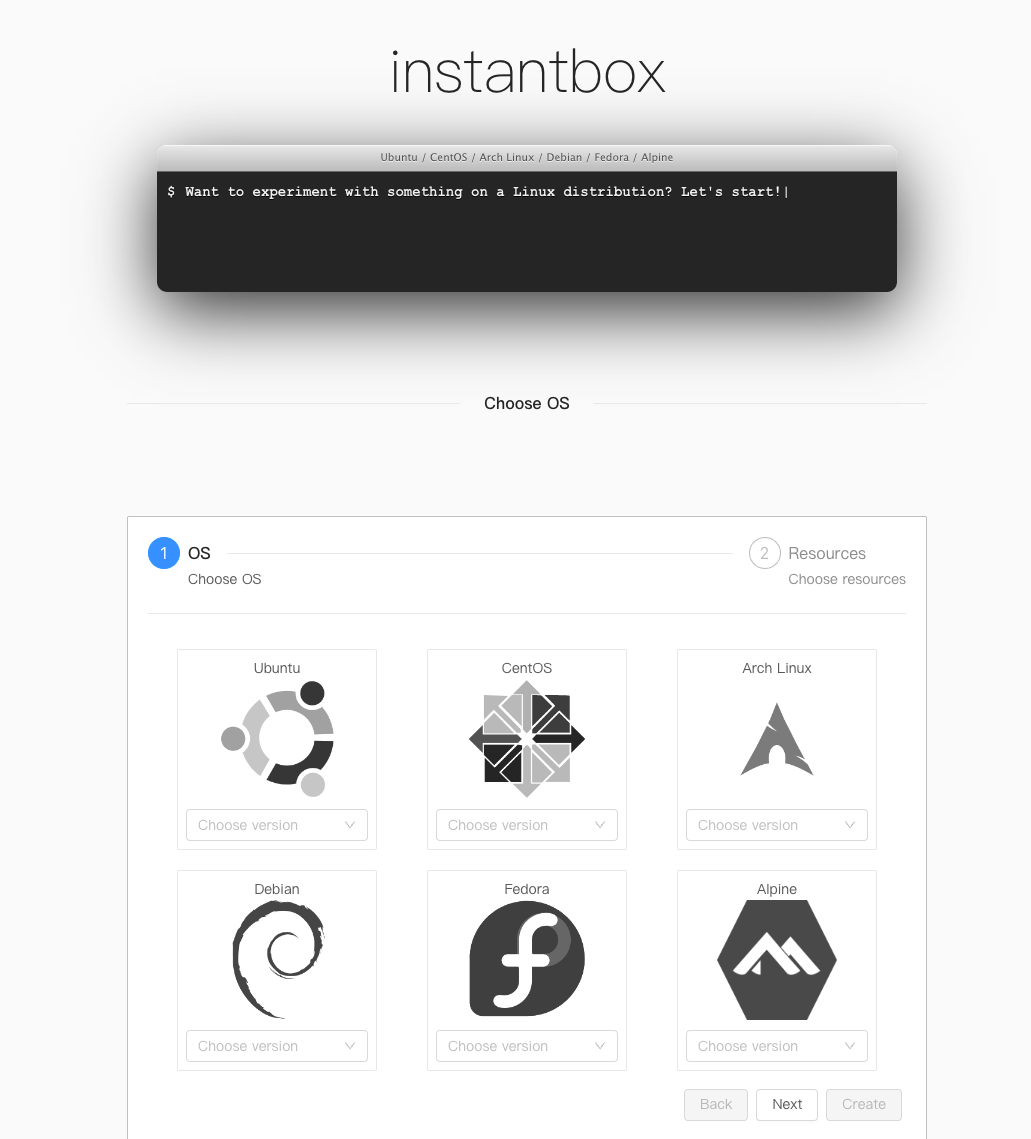 instantbox
Ubuntu / CentOS / Arch Linux / Debian / Fedora / Alpine
$ Want to experiment with something on a Linux distribution? Let's start!|
Choose OS
1 OS
Choose OS
2 Resources
Choose resources
Ubuntu
CentOS
Arch Linux
Choose version
Choose version
Choose version
Debian
Fedora
Alpine
Choose version
Choose version
Choose version
Back
Next
Create